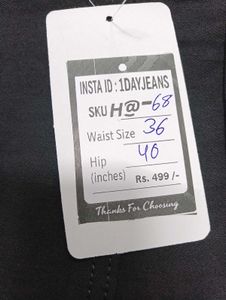 INSTA ID : 1DAYJEANS
SKU H@-68
Waist Size 36
Hip 40
(inches) Rs. 499 /-
Thanks For Choosing